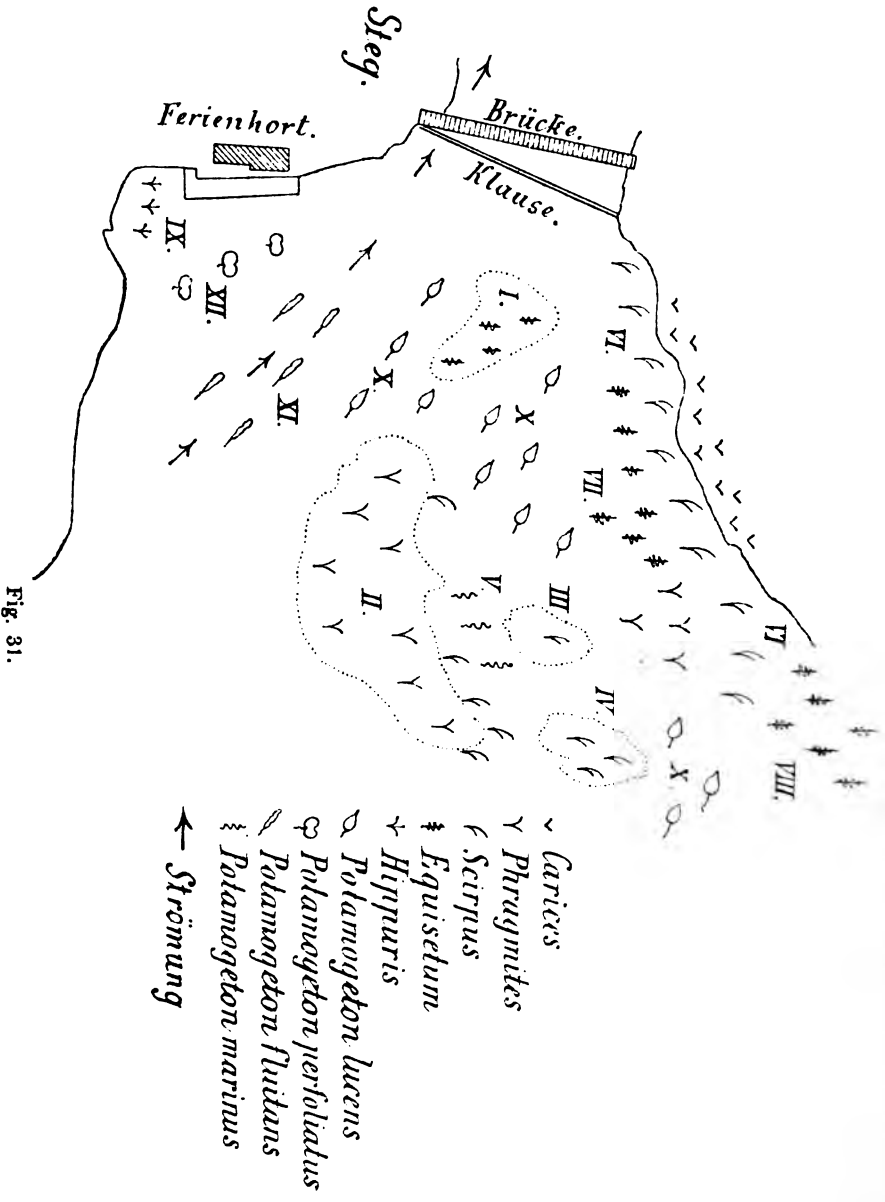 Steg.
Ferienhort.
Brücke.
Klause.
I.
VI.
IX.
XII.
X.
X
XI.
VII.
II.
V.
III
VI
IV.
X.
VIII.
Carices
Phragmites
Scirpus
Equisetum
Hippuris
Potamogeton lucens
Potamogeton perfoliatus
Potamogeton fluitans
Potamogeton marinus
Strömung
Fig. 31.